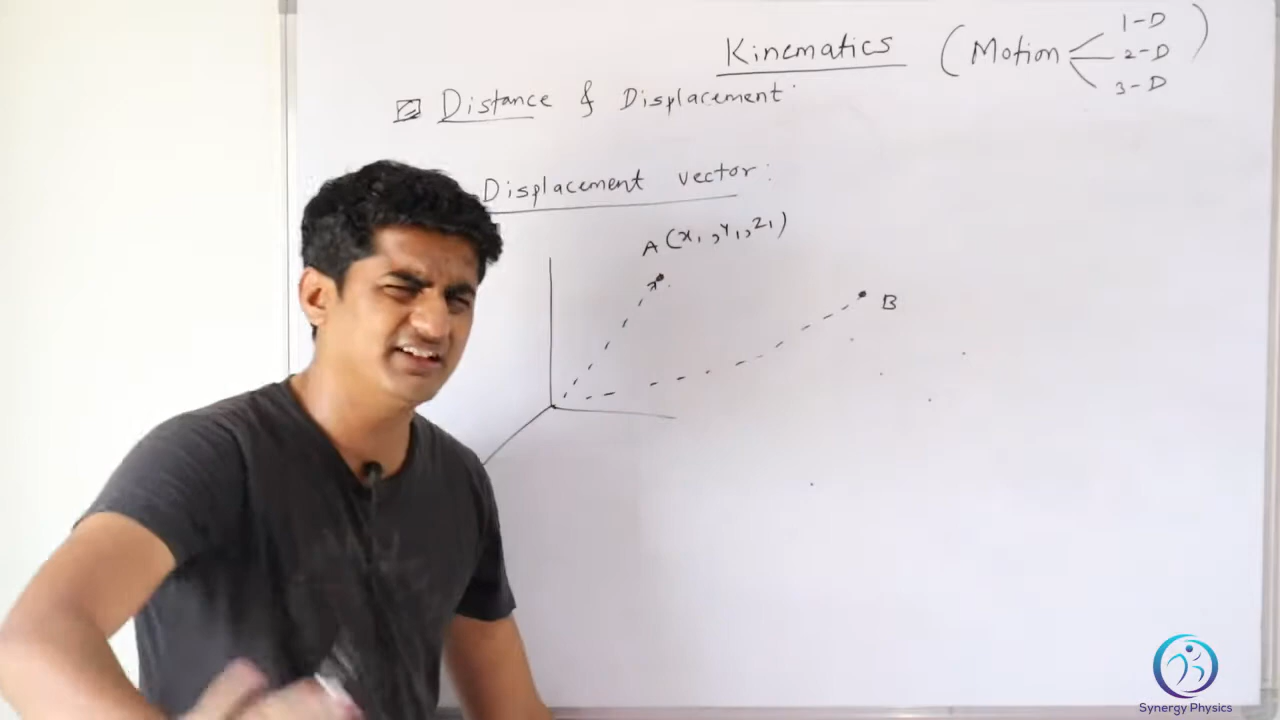 Kinematics (Motion 1-D
2-D
3-D)
Distance & Displacement
Displacement vector:
A(x₁,y₁,z₁)
B
Synergy Physics